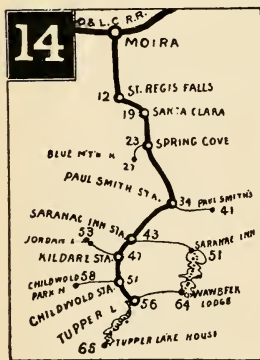 14
O & L.C. R.R.
MOIRA
12 ST. REGIS FALLS
19 SANTA CLARA
23 SPRING COVE
BLUE MT'N H.
27
PAUL SMITH STA.
34 PAUL SMITH'S
41
SARANAC INN STA. 43
53
JORDAN L.
SARANAC INN
51
KILDARE STA. 47
CHILDWOLD 58
PARK H
51
CHILDWOLD STA.
56
64 WAWBEEK
LODGE
TUPPER L.
65 TUPPER LAKE HOUSE